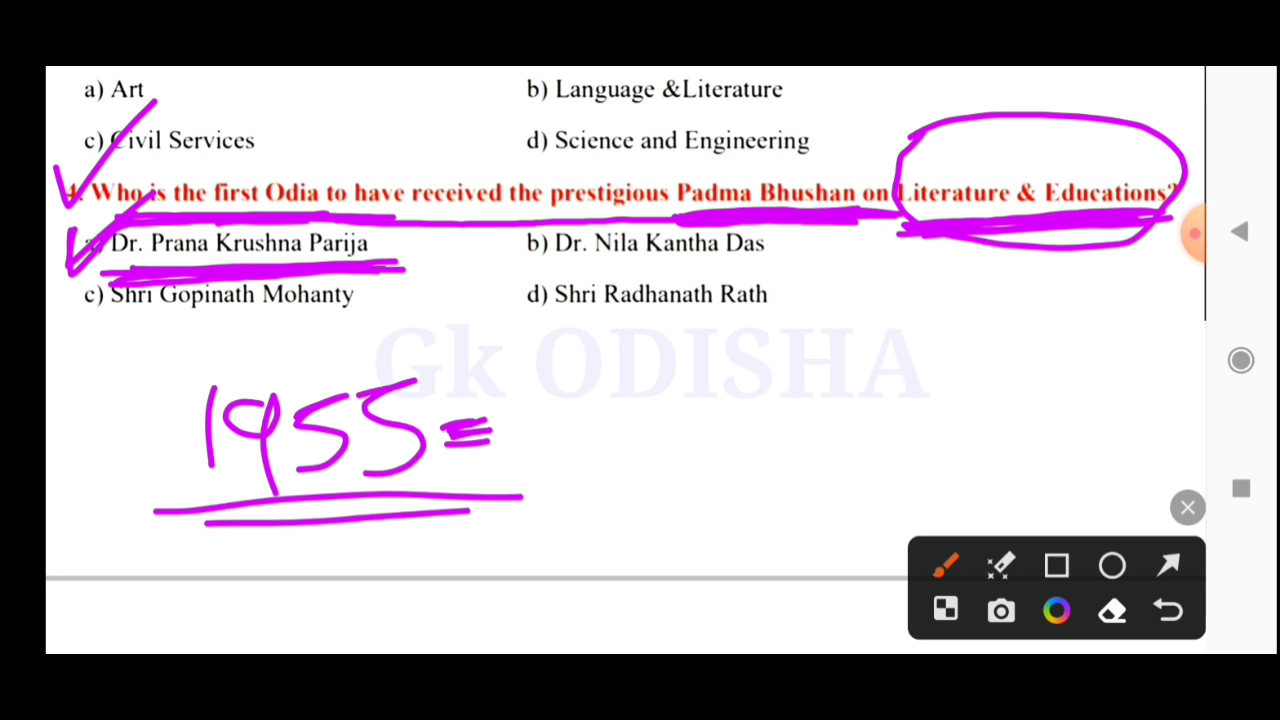 a) Art b) Language &Literature
c) Civil Services d) Science and Engineering
4. Who is the first Odia to have received the prestigious Padma Bhushan on Literature & Educations?
a) Dr. Prana Krushna Parija b) Dr. Nila Kantha Das
c) Shri Gopinath Mohanty d) Shri Radhanath Rath
Gk ODISHA
1955=